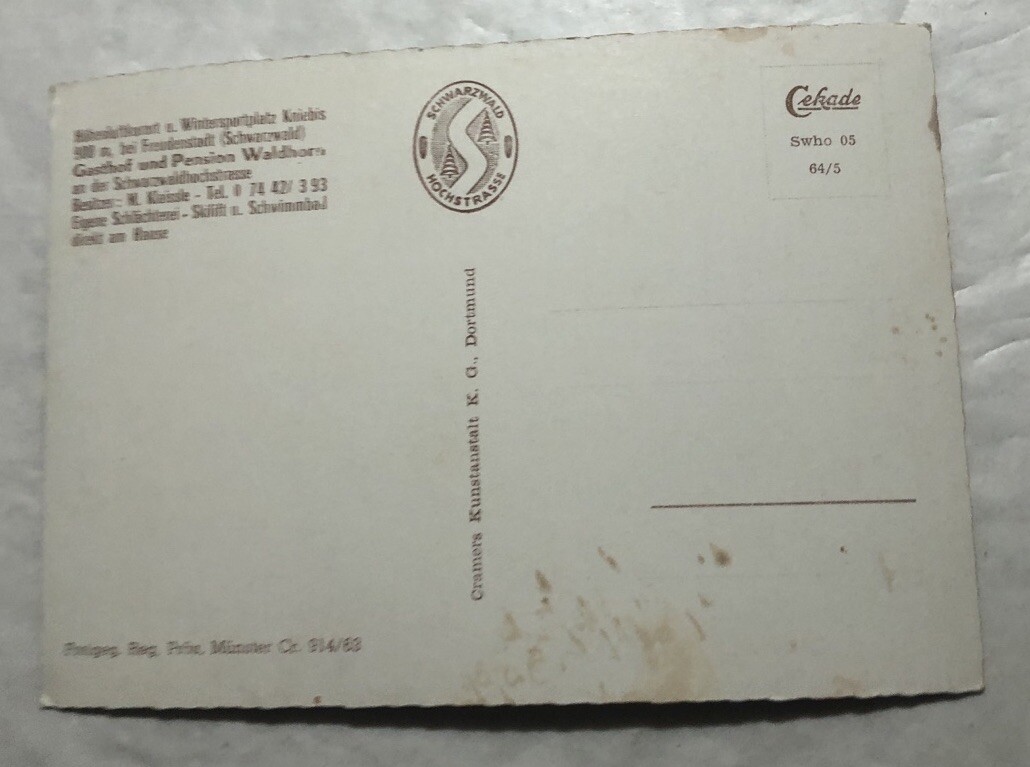 Höhenluftkurort u. Wintersportplatz Kniebis
900 m, bei Freudenstadt (Schwarzwald)
Gasthof und Pension Waldhorn
an der Schwarzwaldhochstrasse
Besitzer: - Tel. 0 74 42/ 3 93
Eigene Schlächterei - Skilift u. Schwimmbad
direkt am Hause
SCHWARZWALD
HOCHSTRASSE
Cekade
Swho 05
64/5
Cramers Kunstanstalt K. G., Dortmund
Freigeg. Reg. Präs. Münster Cr. 914/63